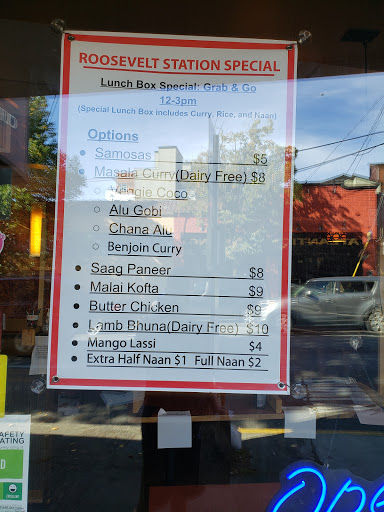 ROOSEVELT STATION SPECIAL
Lunch Box Special: Grab & Go
12-3pm
(Special Lunch Box includes Curry, Rice, and Naan)
Options
Samosas $5
Masala Curry(Dairy Free) $8
Veggie Coco
Alu Gobi
Chana Alu
Benjoin Curry
Saag Paneer $8
Malai Kofta $9
Butter Chicken $9
Lamb Bhuna(Dairy Free) $10
Mango Lassi $4
Extra Half Naan $1 Full Naan $2